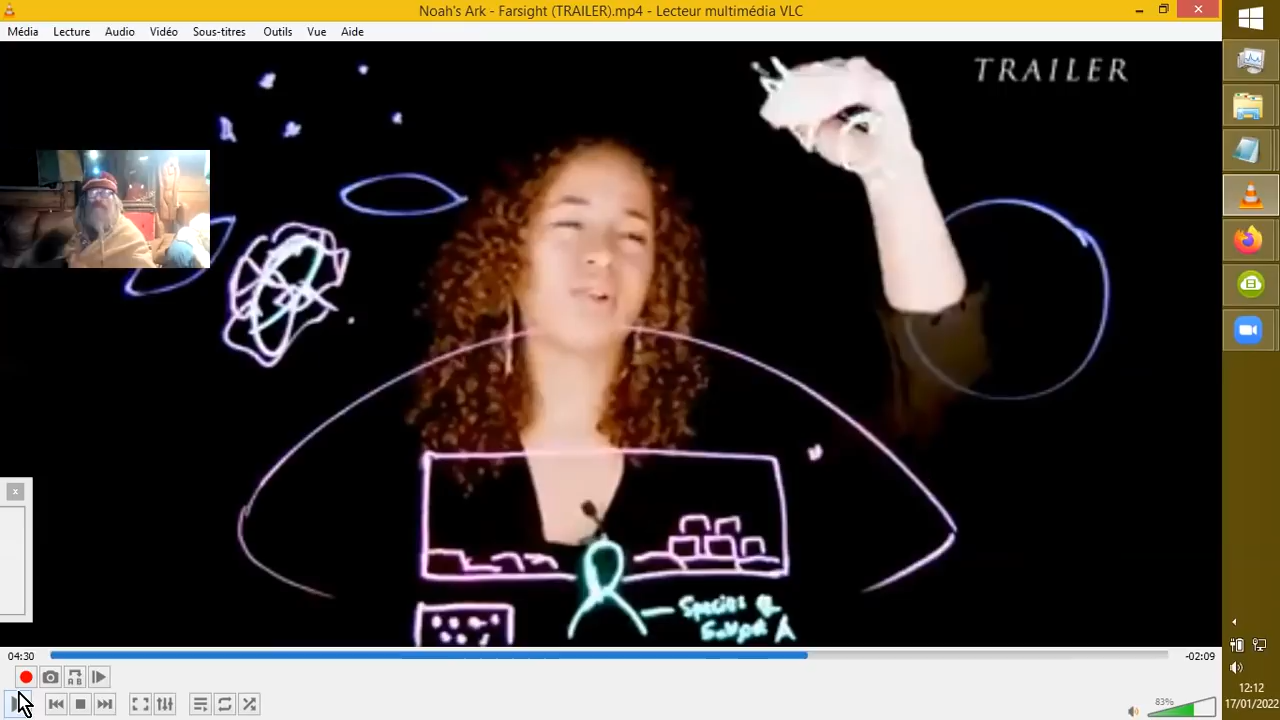 Noah's Ark - Farsight (TRAILER).mp4 - Lecteur multimédia VLC
Média Lecture Audio Vidéo Sous-titres Outils Vue Aide
TRAILER
Species &
Subject A
04:30
-02:09
83%
12:12
17/01/2022